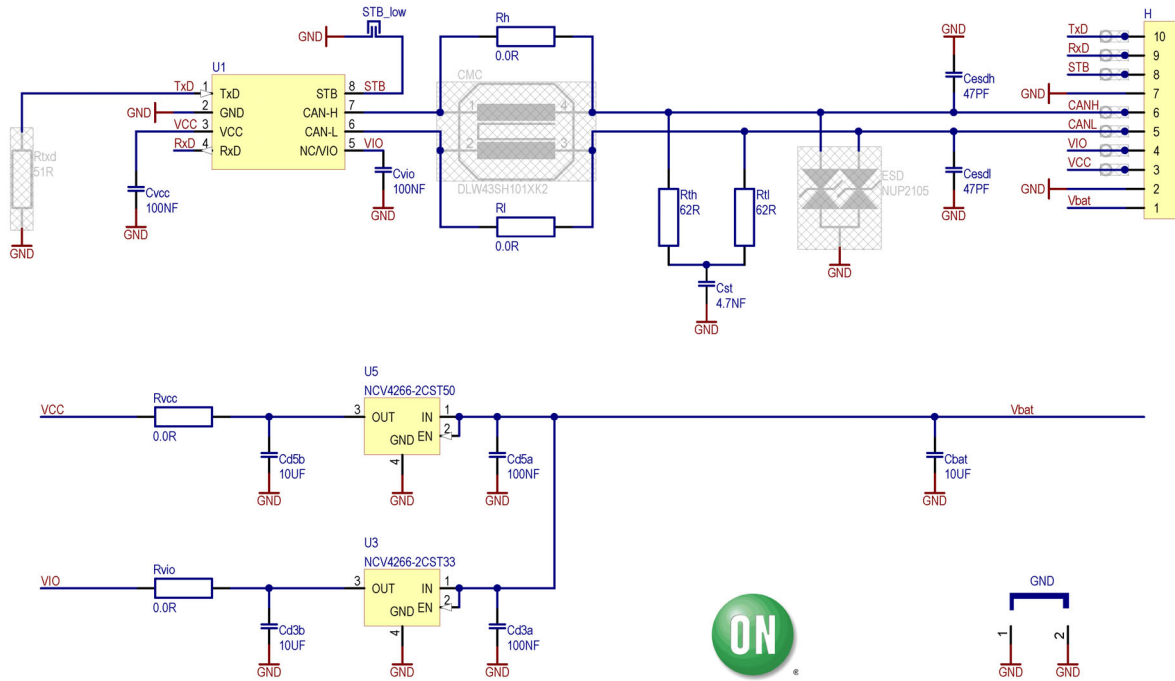 STB_low
GND
Rh
0.0R
H
U1
TxD
1
TxD
2
GND
GND
VCC
3
VCC
RxD
4
RxD
STB
8
STB
CAN-H
7
CAN-L
6
NC/VIO
5
VIO
Rtxd
51R
GND
Cvcc
100NF
GND
Cvio
100NF
GND
CMC
1
4
2
3
DLW43SH101XK2
Rl
0.0R
Rth
62R
Rtl
62R
Cst
4.7NF
GND
ESD
NUP2105
GND
GND
Cesdh
47PF
Cesdl
47PF
GND
TxD
10
RxD
9
STB
8
GND
7
CANH
6
CANL
5
VIO
4
VCC
3
GND
2
Vbat
1
U5
NCV4266-2CST50
VCC
Rvcc
0.0R
3
OUT
IN
1
EN
2
GND
4
GND
Cd5b
10UF
GND
Cd5a
100NF
GND
Vbat
Cbat
10UF
GND
U3
NCV4266-2CST33
VIO
Rvio
0.0R
3
OUT
IN
1
EN
2
GND
4
GND
Cd3b
10UF
GND
Cd3a
100NF
GND
ON
®
GND
1
2
GND
GND